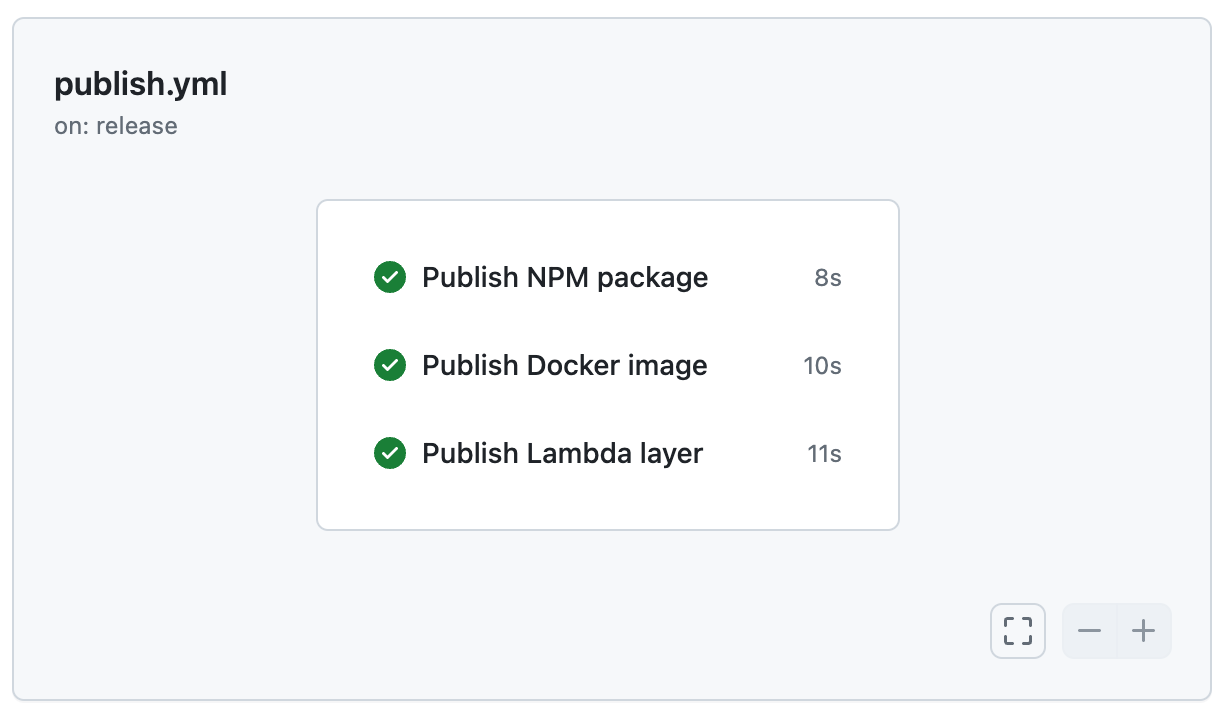 publish.yml
on: release
Publish NPM package 8s
Publish Docker image 10s
Publish Lambda layer 11s